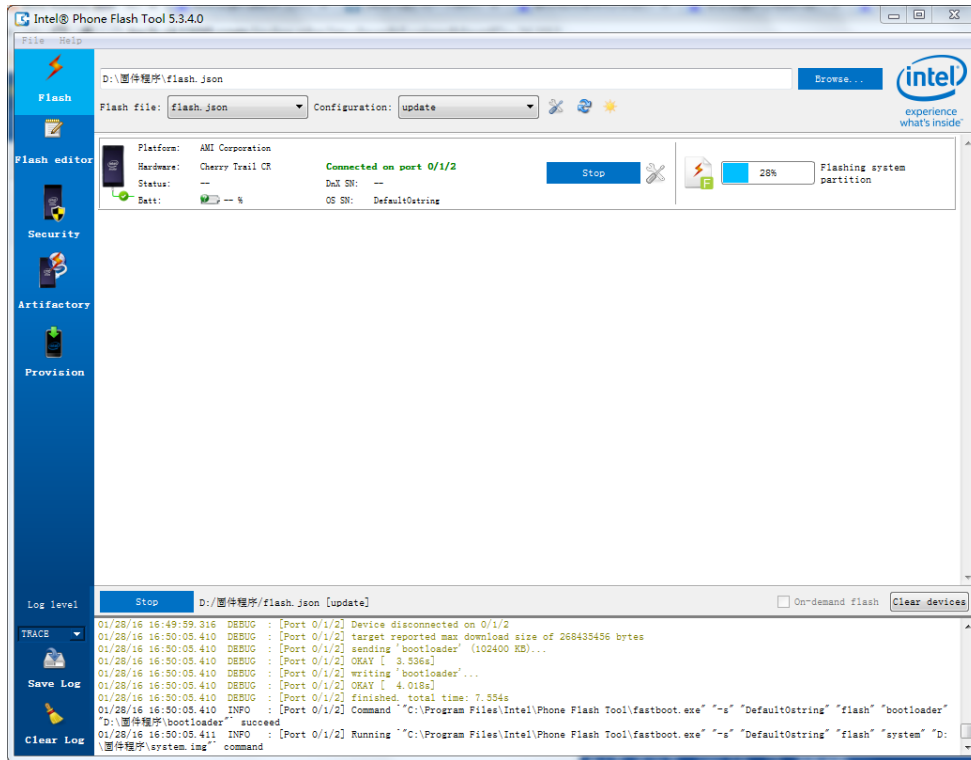 Intel® Phone Flash Tool 5.3.4.0
File Help
Flash
Flash editor
Security
Artifactory
Provision
D:\固件程序\flash.json
Browse...
Flash file: flash.json Configuration: update
intel
experience
what's inside™
Platform: AMI Corporation
Hardware: Cherry Trail CR Connected on port 0/1/2
Status: -- DnX SN: --
Batt: -- % OS SN: Default0string
Stop
28%
Flashing system
partition
Log level
Stop D:/固件程序/flash.json [update] On-demand flash Clear devices
TRACE
Save Log
Clear Log
01/28/16 16:49:59.316 DEBUG : [Port 0/1/2] Device disconnected on 0/1/2
01/28/16 16:50:05.410 DEBUG : [Port 0/1/2] target reported max download size of 268435456 bytes
01/28/16 16:50:05.410 DEBUG : [Port 0/1/2] sending 'bootloader' (102400 KB)...
01/28/16 16:50:05.410 DEBUG : [Port 0/1/2] OKAY [ 3.536s]
01/28/16 16:50:05.410 DEBUG : [Port 0/1/2] writing 'bootloader'...
01/28/16 16:50:05.410 DEBUG : [Port 0/1/2] OKAY [ 4.018s]
01/28/16 16:50:05.410 DEBUG : [Port 0/1/2] finished. total time: 7.554s
01/28/16 16:50:05.410 INFO : [Port 0/1/2] Command `"C:\Program Files\Intel\Phone Flash Tool\fastboot.exe" "-s" "Default0string" "flash" "bootloader"
"D:\固件程序\bootloader"` succeed
01/28/16 16:50:05.411 INFO : [Port 0/1/2] Running `"C:\Program Files\Intel\Phone Flash Tool\fastboot.exe" "-s" "Default0string" "flash" "system" "D:
\固件程序\system.img"` command